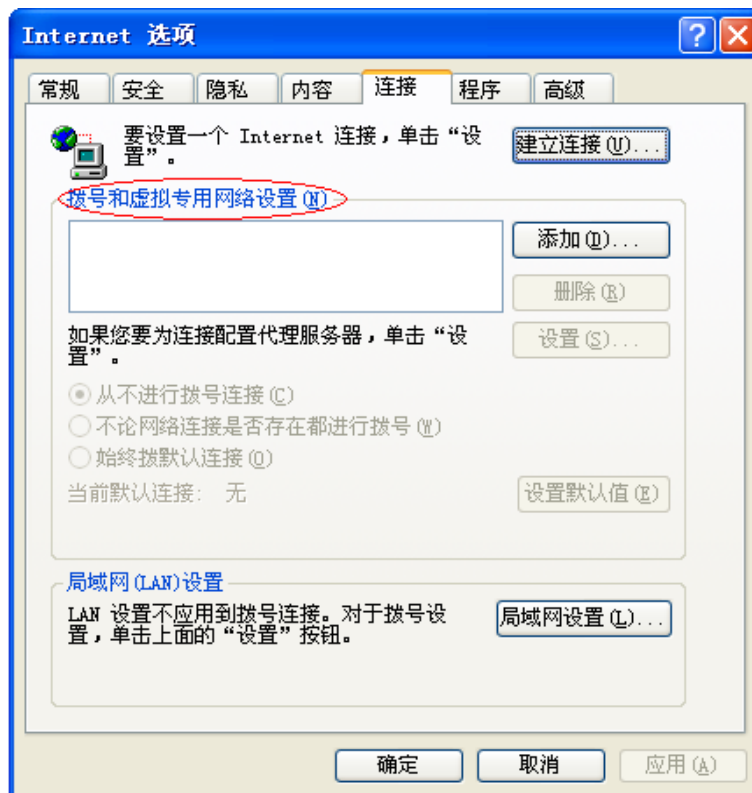 Internet 选项
常规 安全 隐私 内容 连接 程序 高级
要设置一个 Internet 连接，单击“设
置”。
建立连接(U)...
拨号和虚拟专用网络设置(N)
添加(D)...
删除(R)
如果您要为连接配置代理服务器，单击“设
置”。
设置(S)...
从不进行拨号连接(C)
不论网络连接是否存在都进行拨号(W)
始终拨默认连接(O)
当前默认连接： 无
设置默认值(E)
局域网(LAN)设置
LAN 设置不应用到拨号连接。对于拨号设
置，单击上面的“设置”按钮。
局域网设置(L)...
确定 取消 应用(A)